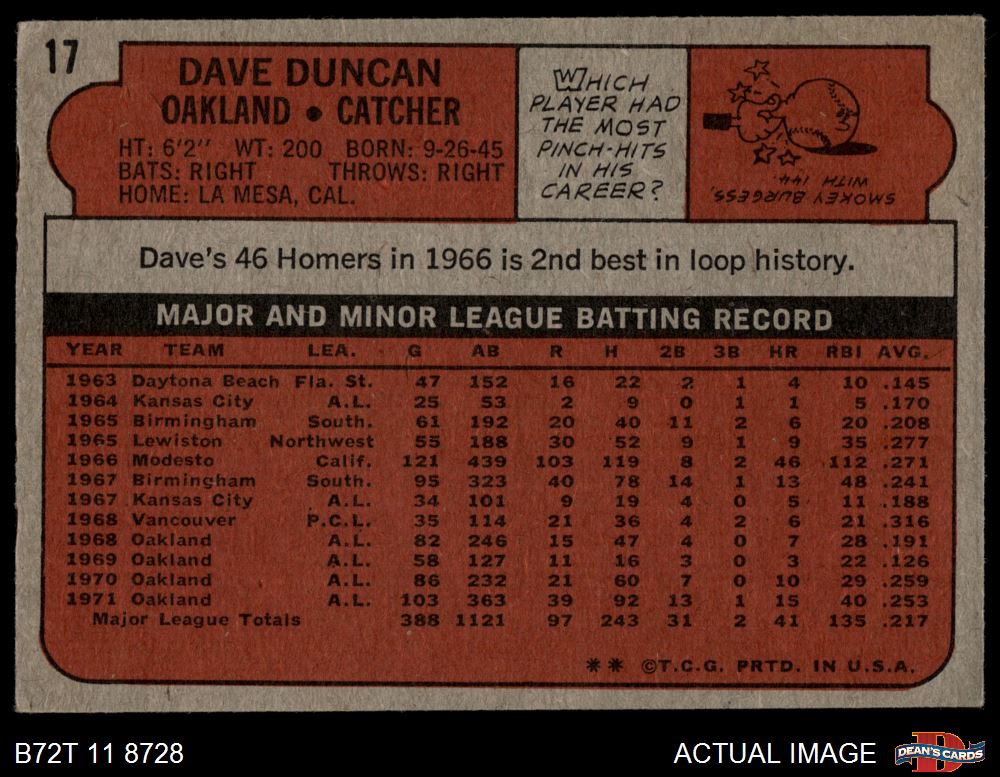 17
DAVE DUNCAN
OAKLAND • CATCHER
HT: 6'2" WT: 200 BORN: 9-26-45
BATS: RIGHT THROWS: RIGHT
HOME: LA MESA, CAL.
WHICH
PLAYER HAD
THE MOST
PINCH-HITS
IN HIS
CAREER?
SMOKEY BURGESS,
WITH 144.
Dave's 46 Homers in 1966 is 2nd best in loop history.
MAJOR AND MINOR LEAGUE BATTING RECORD
YEAR TEAM LEA. G AB R H 2B 3B HR RBI AVG.
1963 Daytona Beach Fla. St. 47 152 16 22 2 1 4 10 .145
1964 Kansas City A.L. 25 53 2 9 0 1 1 5 .170
1965 Birmingham South. 61 192 20 40 11 2 6 20 .208
1965 Lewiston Northwest 55 188 30 52 9 1 9 35 .277
1966 Modesto Calif. 121 439 103 119 8 2 46 112 .271
1967 Birmingham South. 95 323 40 78 14 1 13 48 .241
1967 Kansas City A.L. 34 101 9 19 4 0 5 11 .188
1968 Vancouver P.C.L. 35 114 21 36 4 2 6 21 .316
1968 Oakland A.L. 82 246 15 47 4 0 7 28 .191
1969 Oakland A.L. 58 127 11 16 3 0 3 22 .126
1970 Oakland A.L. 86 232 21 60 7 0 10 29 .259
1971 Oakland A.L. 103 363 39 92 13 1 15 40 .253
Major League Totals 388 1121 97 243 31 2 41 135 .217
** ©T.C.G. PRTD. IN U.S.A.
B72T 11 8728
ACTUAL IMAGE
D
DEAN'S CARDS